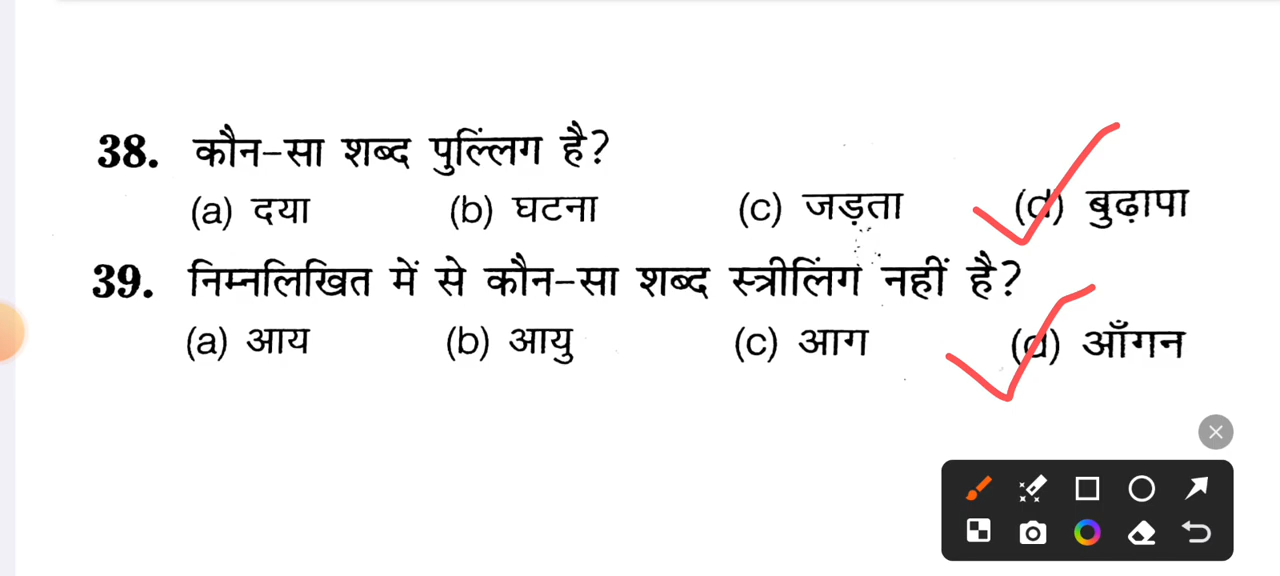 38. कौन-सा शब्द पुल्लिंग है?
(a) दया (b) घटना (c) जड़ता (d) बुढ़ापा
39. निम्नलिखित में से कौन-सा शब्द स्त्रीलिंग नहीं है?
(a) आय (b) आयु (c) आग (d) आँगन